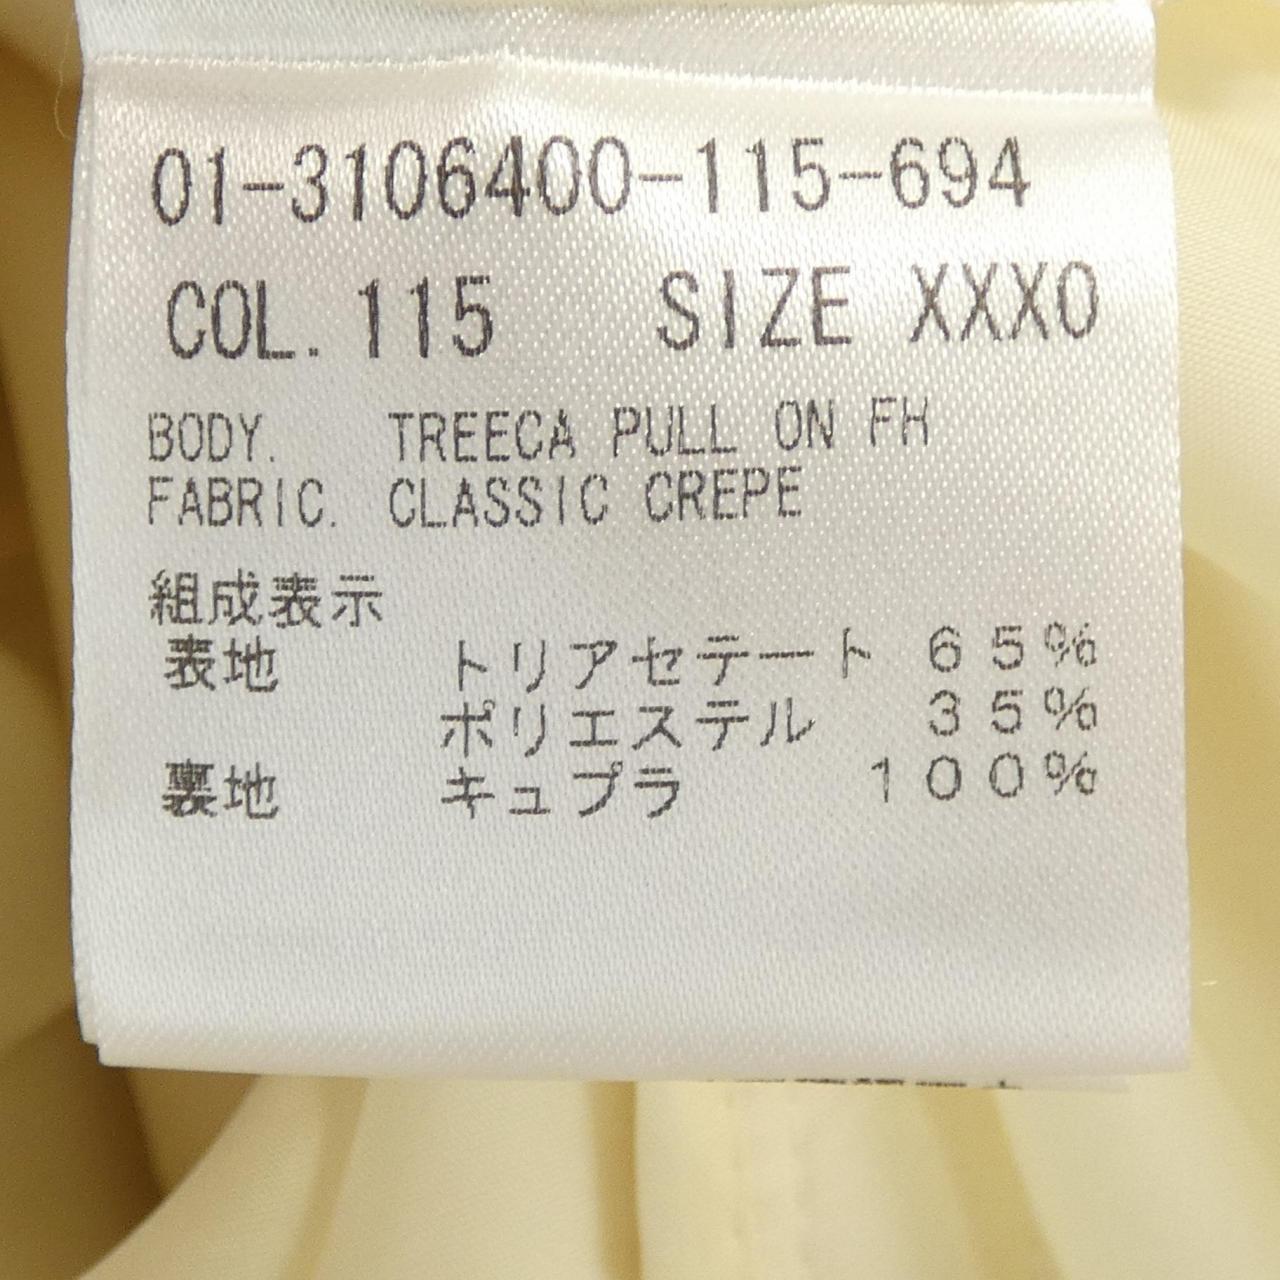 01-3106400-115-694
COL. 115 SIZE XXX0
BODY. TREECA PULL ON FH
FABRIC. CLASSIC CREPE
組成表示
表地 トリアセテート 65%
ポリエステル 35%
裏地 キュプラ 100%